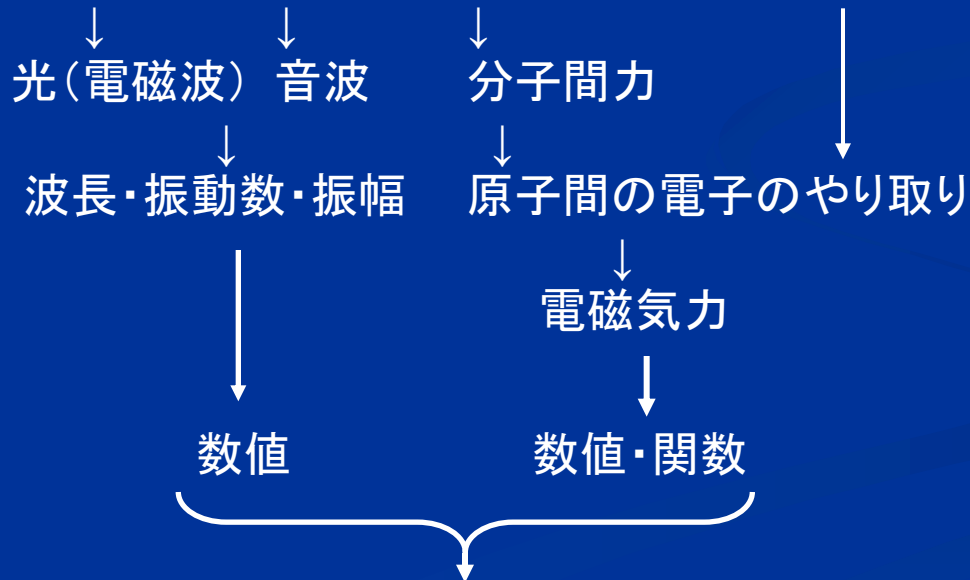 ↓ ↓ ↓
光(電磁波) 音波 分子間力
↓ ↓
波長・振動数・振幅 原子間の電子のやり取り
↓
電磁気力
数値 数値・関数